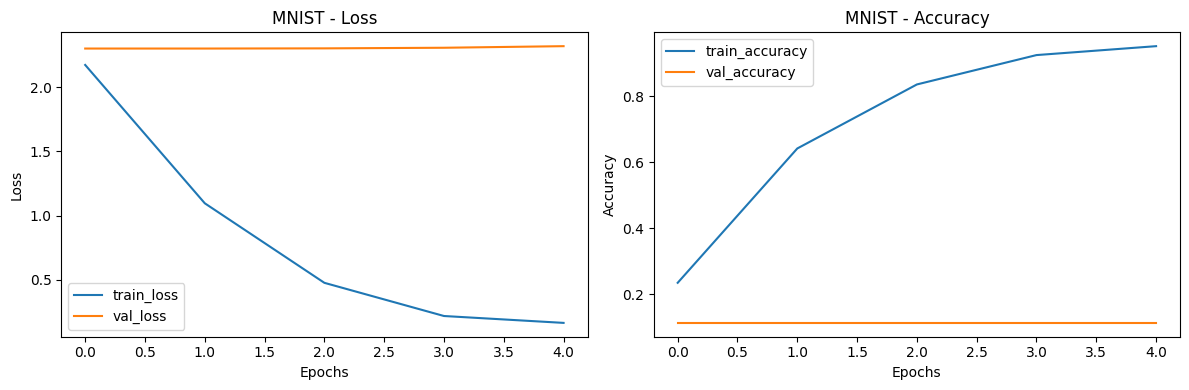 MNIST - Loss
Loss
2.0
1.5
1.0
0.5
train_loss
val_loss
0.0 0.5 1.0 1.5 2.0 2.5 3.0 3.5 4.0
Epochs
MNIST - Accuracy
Accuracy
0.8
0.6
0.4
0.2
train_accuracy
val_accuracy
0.0 0.5 1.0 1.5 2.0 2.5 3.0 3.5 4.0
Epochs